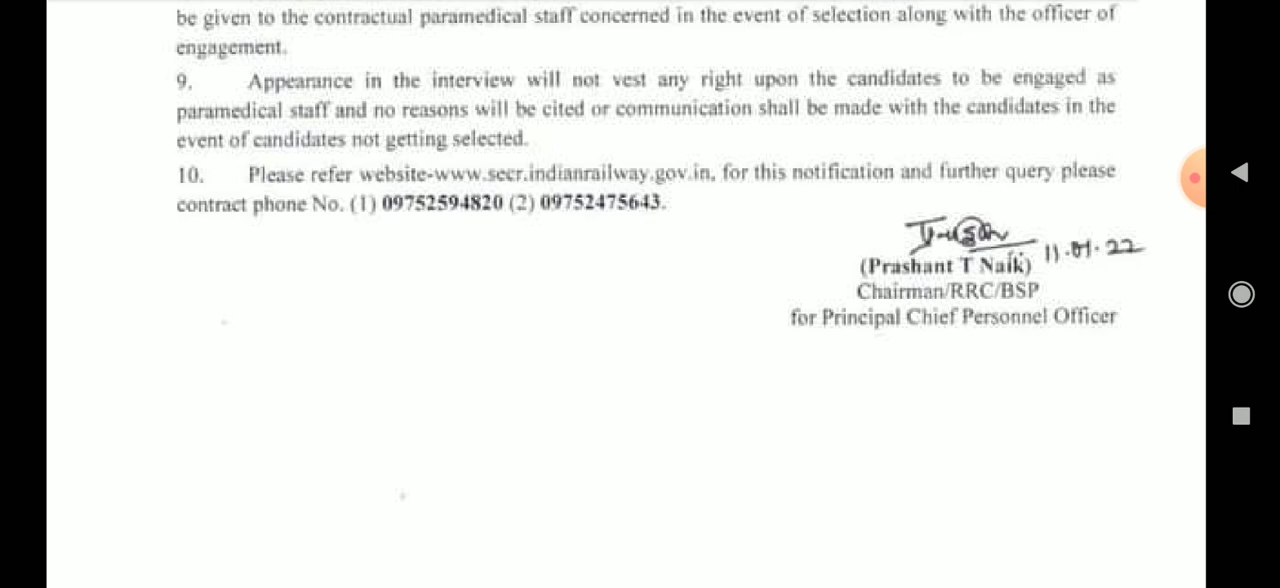 be given to the contractual paramedical staff concerned in the event of selection along with the officer of
engagement.
9. Appearance in the interview will not vest any right upon the candidates to be engaged as
paramedical staff and no reasons will be cited or communication shall be made with the candidates in the
event of candidates not getting selected.
10. Please refer website-www.secr.indianrailway.gov.in, for this notification and further query please
contract phone No. (1) 09752594820 (2) 09752475643.
11.01.22
(Prashant T Naik)
Chairman/RRC/BSP
for Principal Chief Personnel Officer